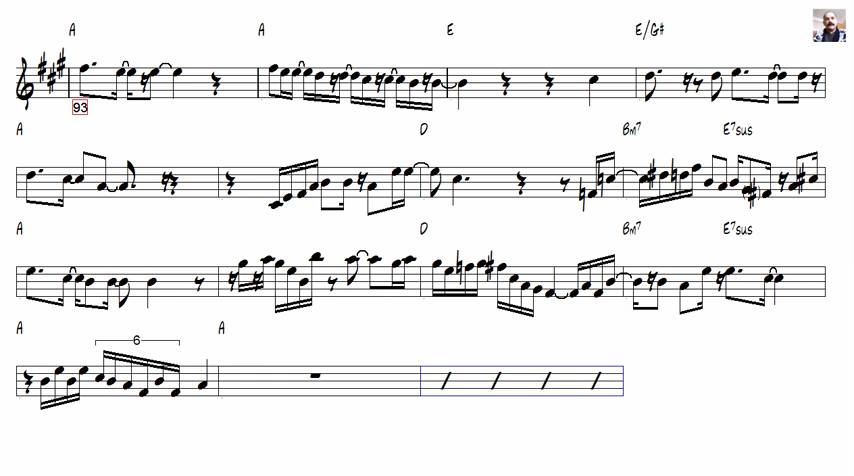 A A E E/G#
93
A D Bm7 E7sus
A D Bm7 E7sus
A A
6